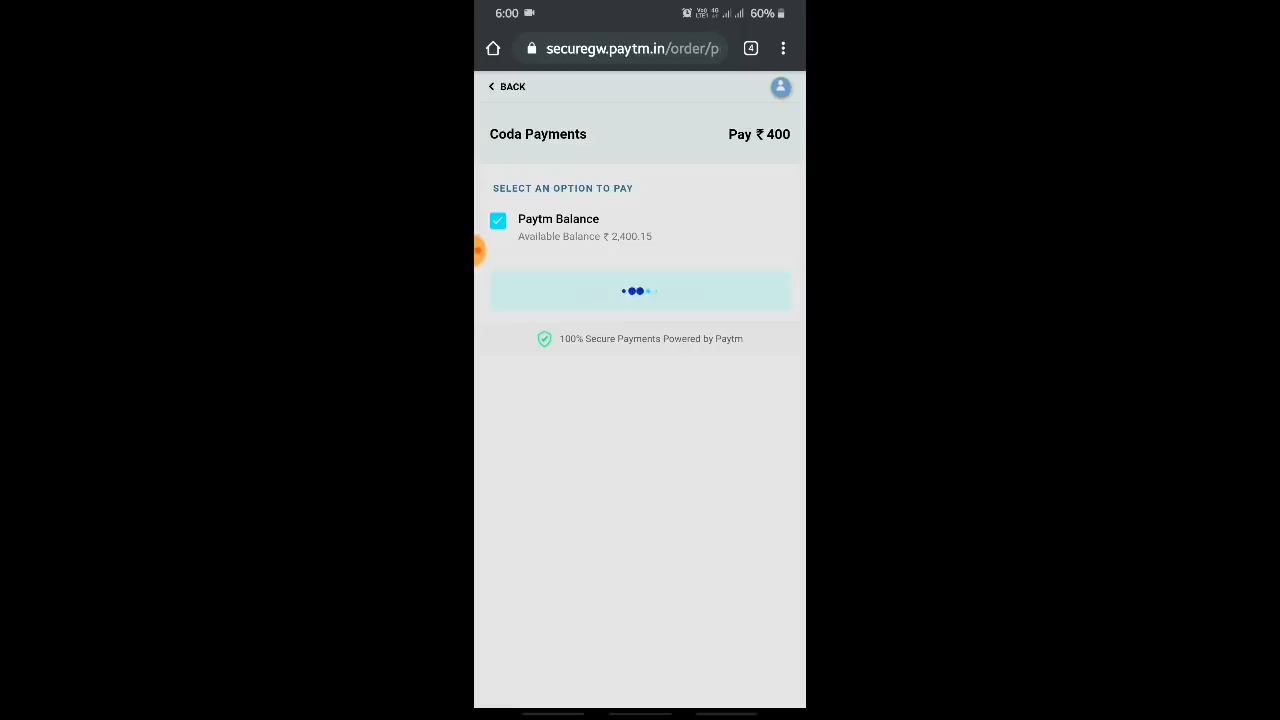 6:00 60%
securegw.paytm.in/order/p 4
BACK
Coda Payments Pay ₹ 400
SELECT AN OPTION TO PAY
Paytm Balance
Available Balance ₹ 2,400.15
100% Secure Payments Powered by Paytm